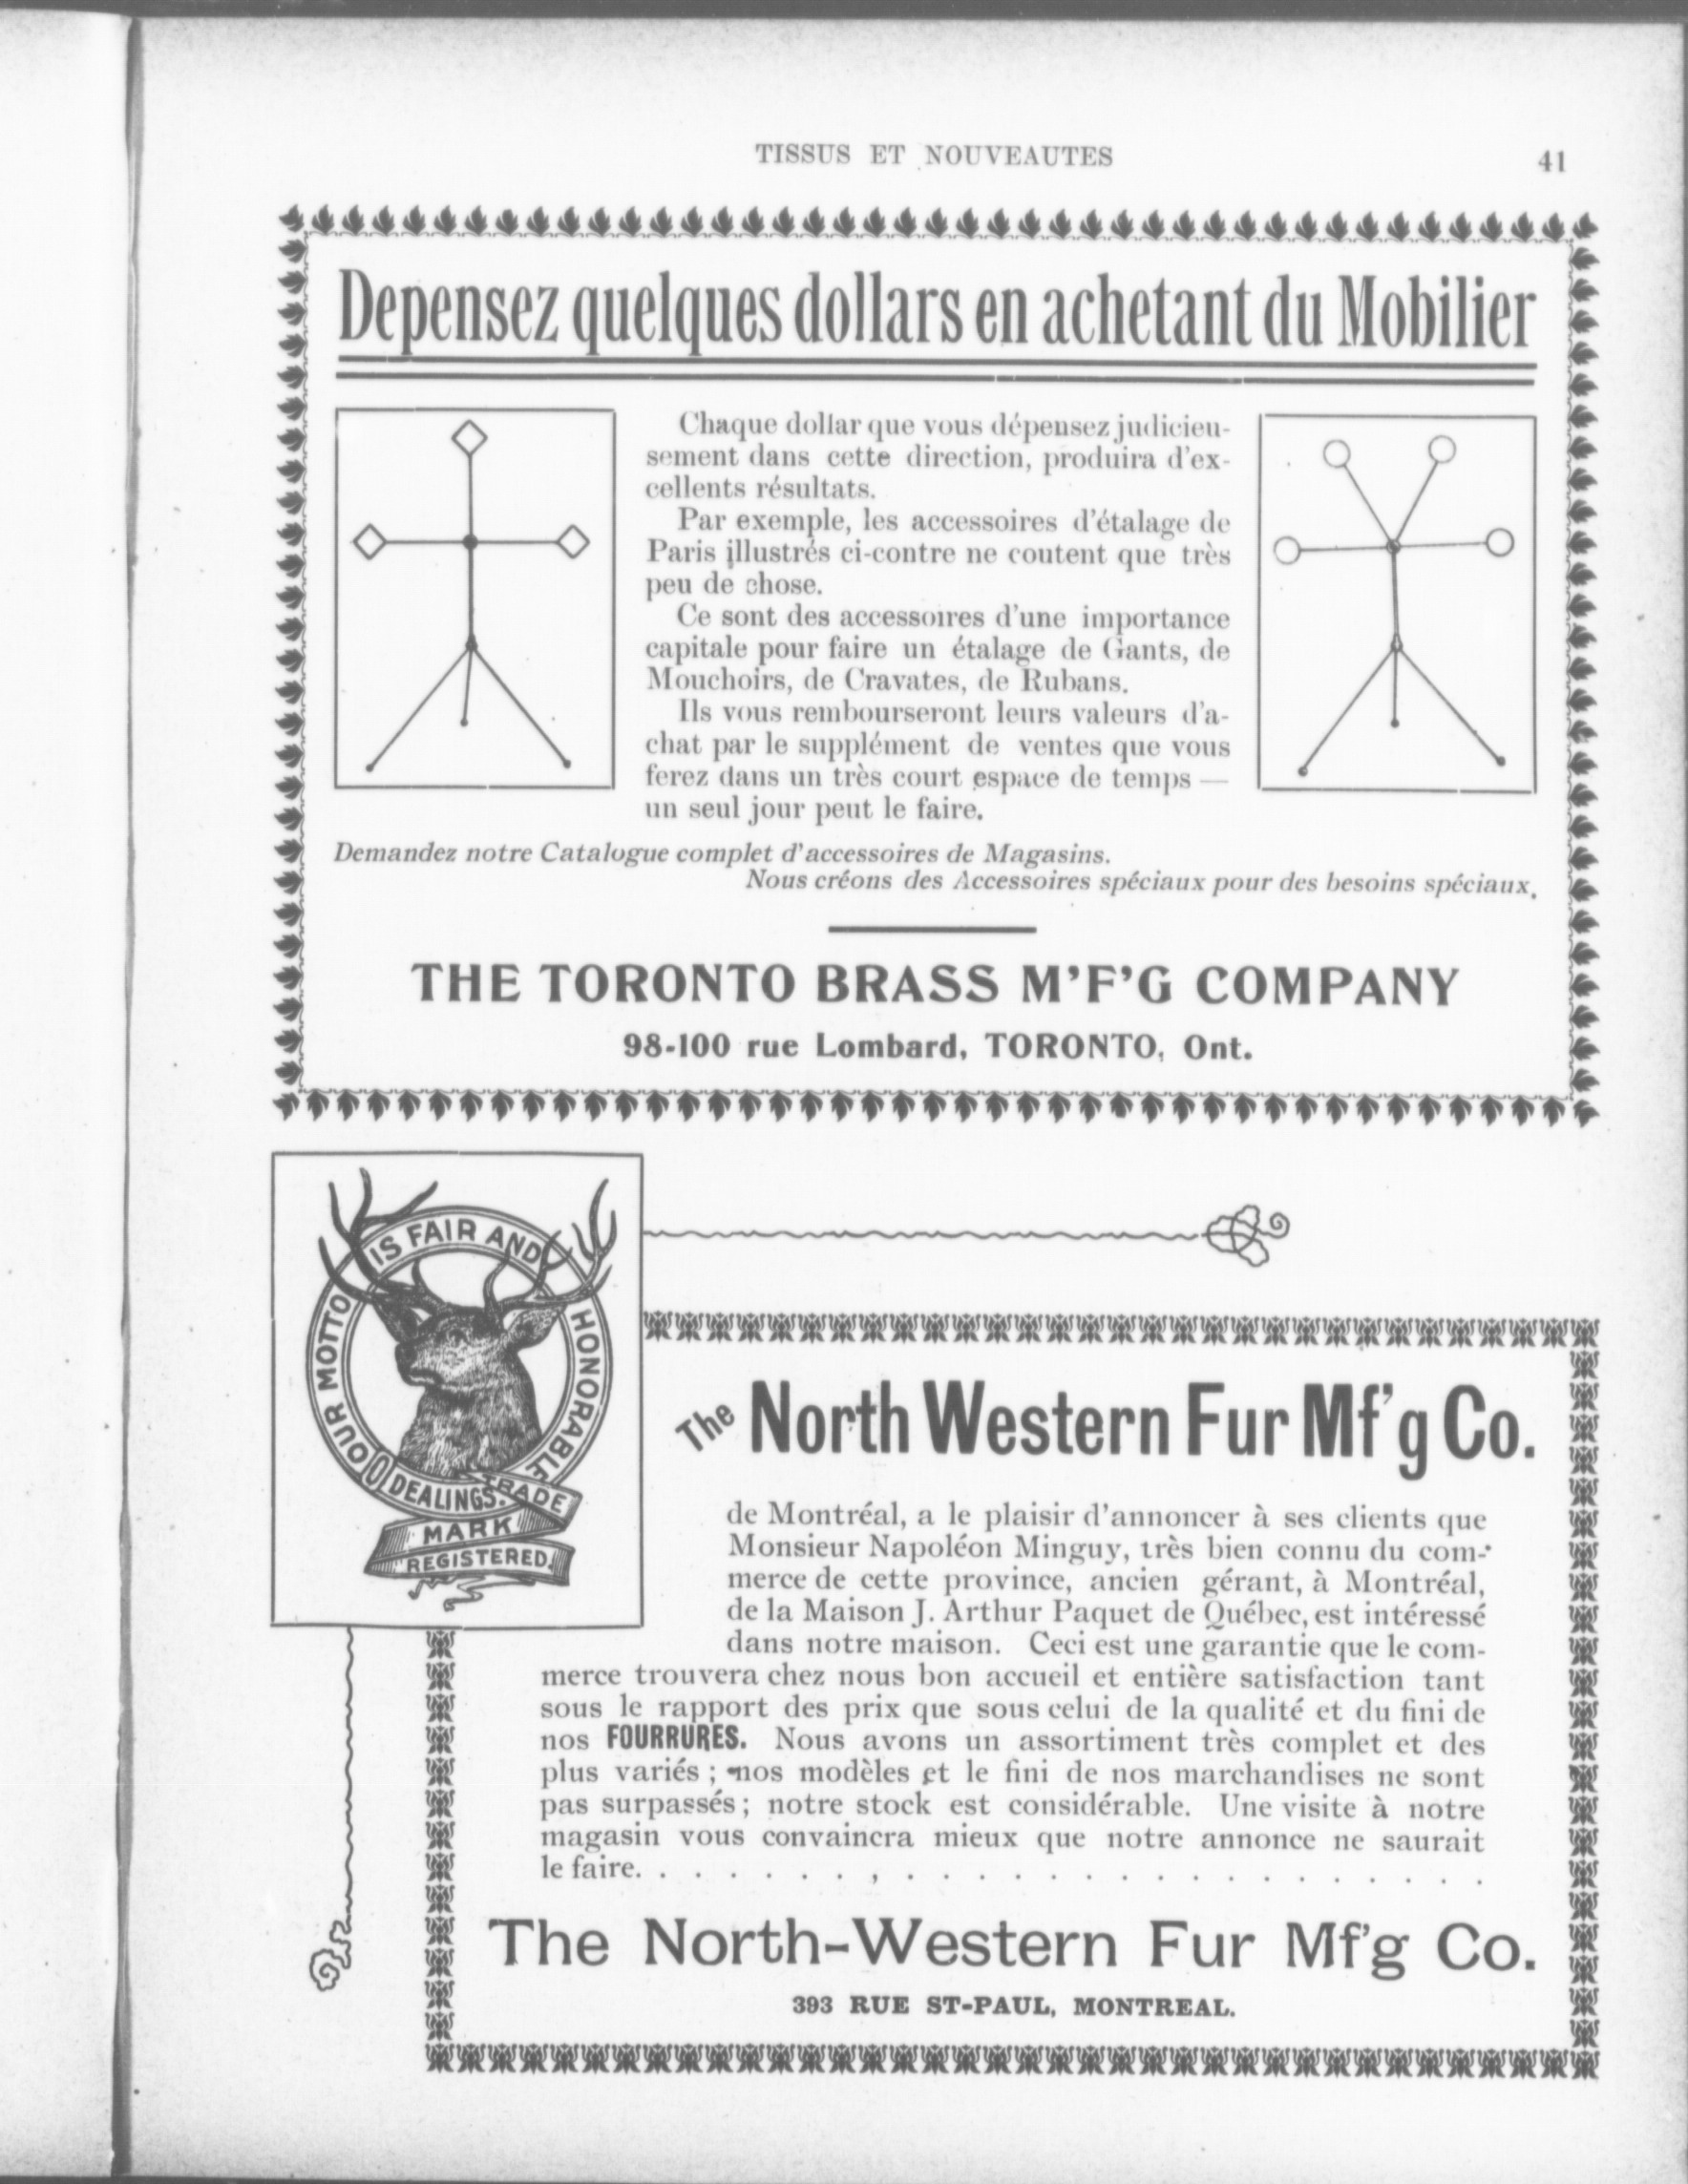 TISSUS ET NOUVEAUTES 41
Depensez quelques dollars en achetant du Mobilier
Chaque dollar que vous dépensez judicieu-
sement dans cette direction, produira d'ex-
cellents résultats.
Par exemple, les accessoires d'étalage de
Paris illustrés ci-contre ne coutent que très
peu de chose.
Ce sont des accessoires d'une importance
capitale pour faire un étalage de Gants, de
Mouchoirs, de Cravates, de Rubans.
Ils vous rembourseront leurs valeurs d'a-
chat par le supplément de ventes que vous
ferez dans un très court espace de temps —
un seul jour peut le faire.
Demandez notre Catalogue complet d'accessoires de Magasins.
Nous créons des Accessoires spéciaux pour des besoins spéciaux.
THE TORONTO BRASS M'F'G COMPANY
98-100 rue Lombard, TORONTO, Ont.
OUR MOTTO IS FAIR AND HONORABLE DEALINGS.
TRADE
MARK
REGISTERED.
The North Western Fur Mf'g Co.
de Montréal, a le plaisir d'annoncer à ses clients que
Monsieur Napoléon Minguy, très bien connu du com-
merce de cette province, ancien gérant, à Montréal,
de la Maison J. Arthur Paquet de Québec, est intéressé
dans notre maison. Ceci est une garantie que le com-
merce trouvera chez nous bon accueil et entière satisfaction tant
sous le rapport des prix que sous celui de la qualité et du fini de
nos FOURRURES. Nous avons un assortiment très complet et des
plus variés ; nos modèles et le fini de nos marchandises ne sont
pas surpassés ; notre stock est considérable. Une visite à notre
magasin vous convaincra mieux que notre annonce ne saurait
le faire. . . . . . . . . . . . . . . . . . . . . . . .
The North-Western Fur Mf'g Co.
393 RUE ST-PAUL, MONTREAL.